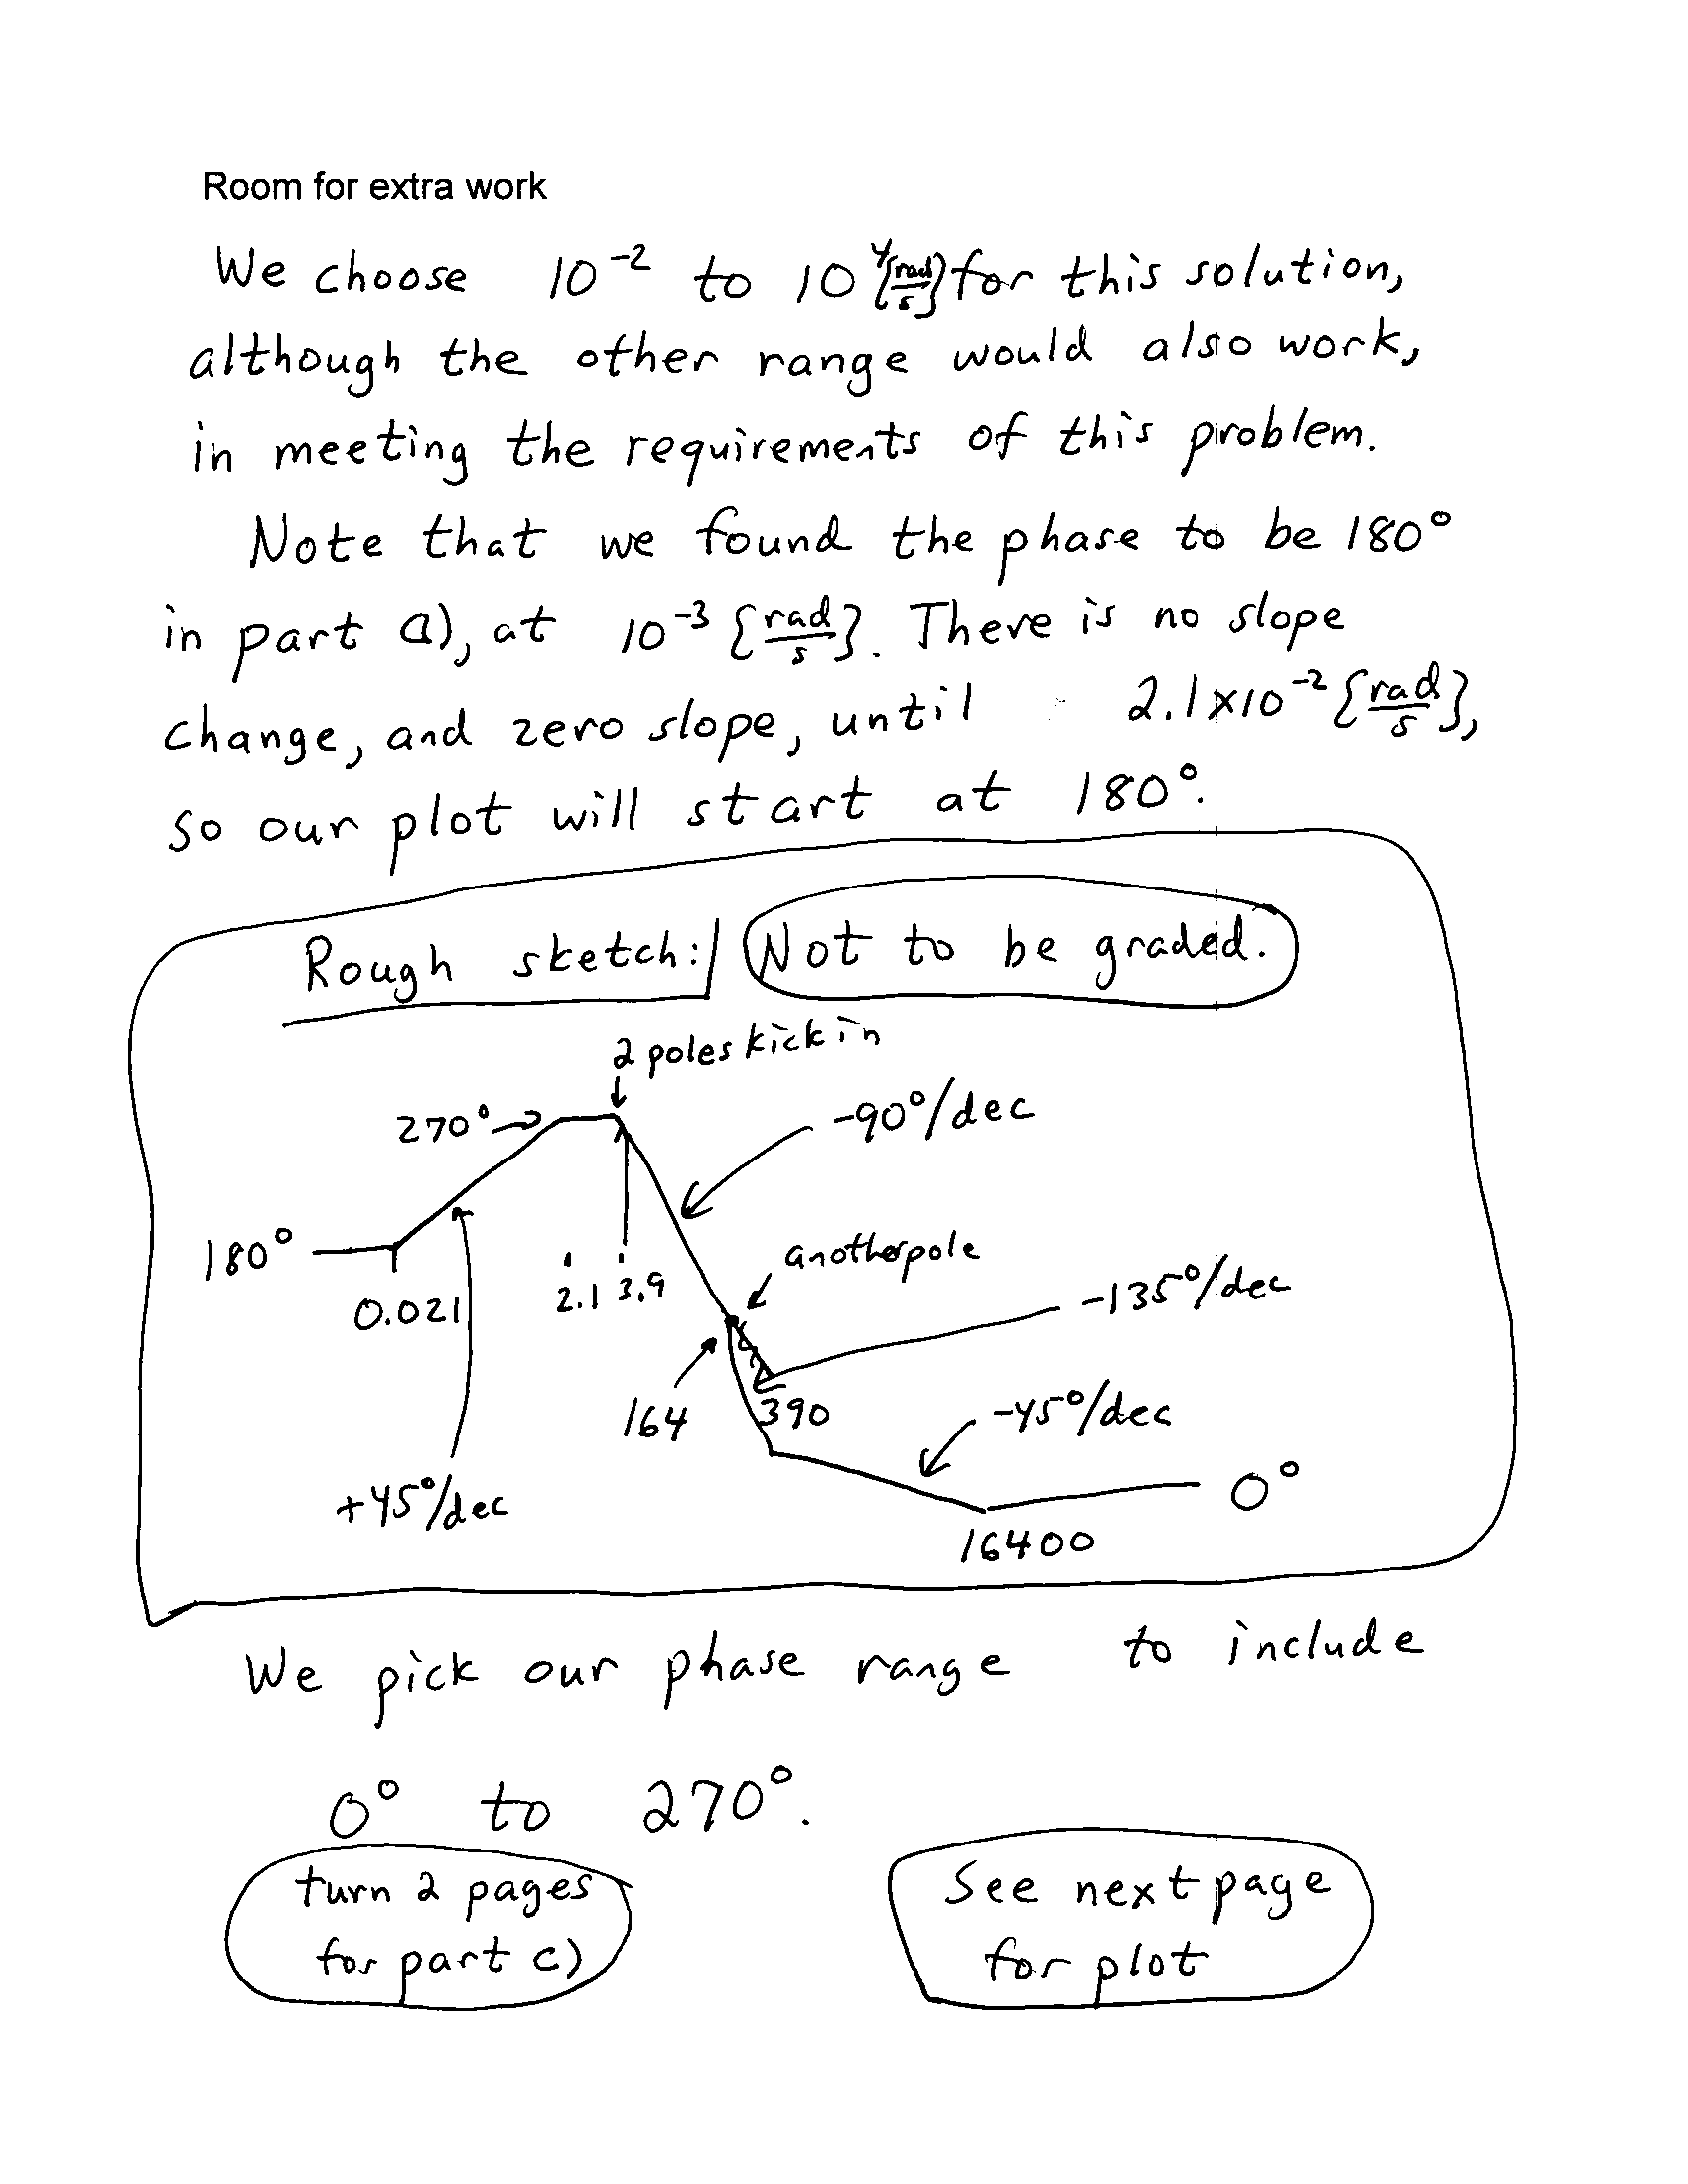 Room for extra work
We choose 10^-2 to 10^4 {rad/s} for this solution,
although the other range would also work,
in meeting the requirements of this problem.
Note that we found the phase to be 180°
in part a), at 10^-3 {rad/s}. There is no slope
change, and zero slope, until 2.1x10^-2 {rad/s},
so our plot will start at 180°.
Rough sketch: Not to be graded.
2 poles kick in
270°
-90°/dec
180°
another pole
0.021
2.1 3.9
-135°/dec
164
390
-45°/dec
+45°/dec
0°
16400
We pick our phase range to include
0° to 270°.
turn 2 pages
for part c)
See next page
for plot